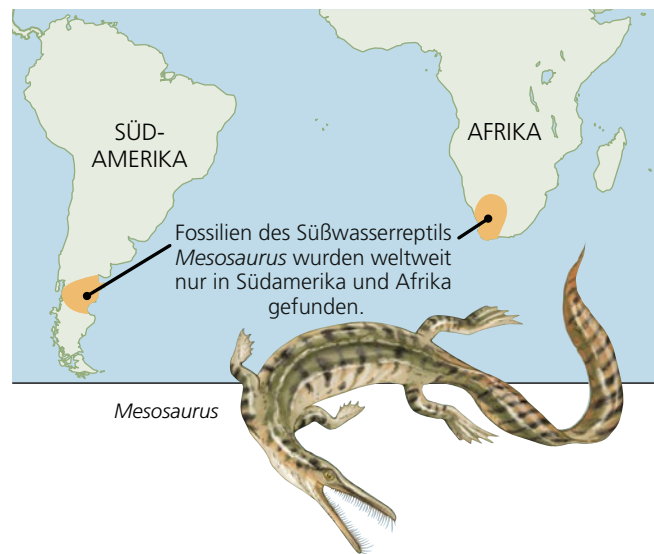 SÜD-
AMERIKA
AFRIKA
Fossilien des Süßwasserreptils
Mesosaurus wurden weltweit
nur in Südamerika und Afrika
gefunden.
Mesosaurus